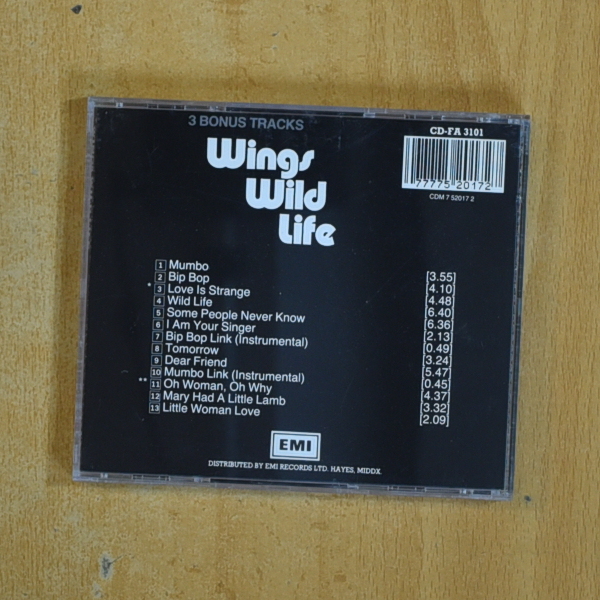 3 BONUS TRACKS
CD-FA 3101
77775 20172
CDM 7 52017 2
Wings
Wild
Life
1 Mumbo [3.55]
2 Bip Bop [4.10]
* 3 Love Is Strange [4.48]
4 Wild Life [6.40]
5 Some People Never Know [6.36]
6 I Am Your Singer [2.13]
7 Bip Bop Link (Instrumental) [0.49]
8 Tomorrow [3.24]
9 Dear Friend [5.47]
10 Mumbo Link (Instrumental) [0.45]
** 11 Oh Woman, Oh Why [4.37]
12 Mary Had A Little Lamb [3.32]
13 Little Woman Love [2.09]
EMI
DISTRIBUTED BY EMI RECORDS LTD. HAYES, MIDDX.